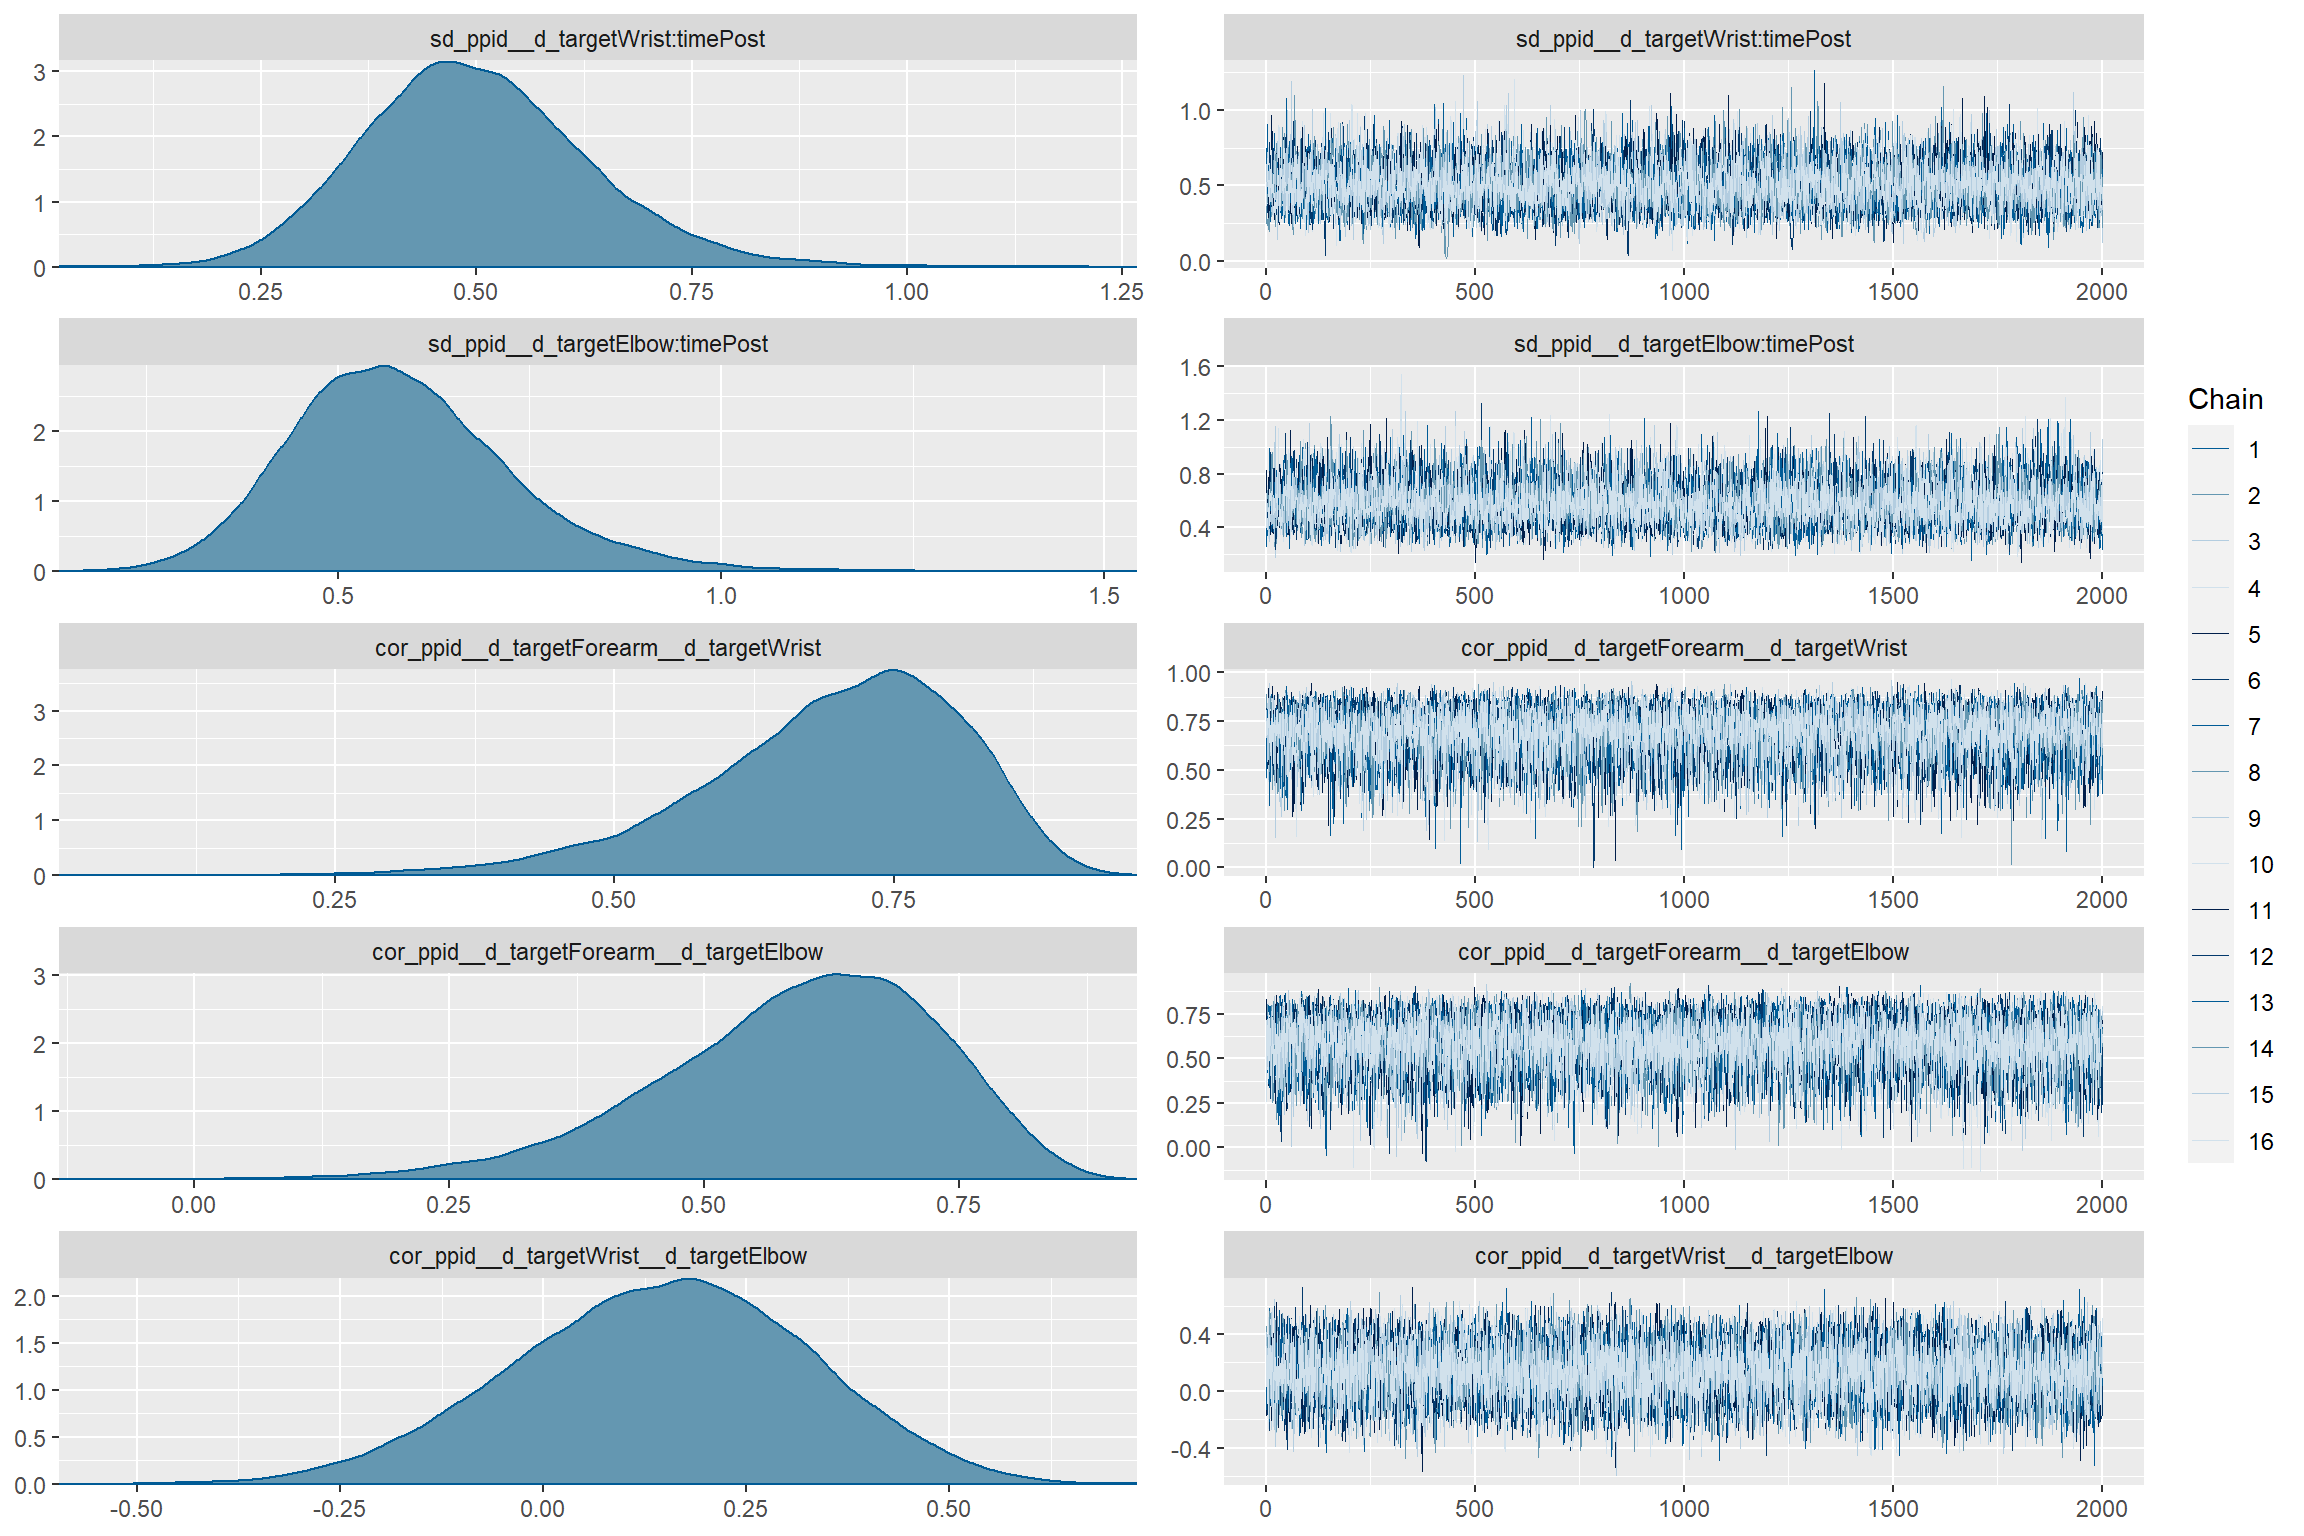 sd_ppid__d_targetWrist:timePost
3
2
1
0
0.25 0.50 0.75 1.00 1.25
sd_ppid__d_targetWrist:timePost
1.0
0.5
0.0
0 500 1000 1500 2000
sd_ppid__d_targetElbow:timePost
2
1
0
0.5 1.0 1.5
sd_ppid__d_targetElbow:timePost
1.6
1.2
0.8
0.4
0 500 1000 1500 2000
cor_ppid__d_targetForearm__d_targetWrist
3
2
1
0
0.25 0.50 0.75
cor_ppid__d_targetForearm__d_targetWrist
1.00
0.75
0.50
0.25
0.00
0 500 1000 1500 2000
cor_ppid__d_targetForearm__d_targetElbow
3
2
1
0
0.00 0.25 0.50 0.75
cor_ppid__d_targetForearm__d_targetElbow
0.75
0.50
0.25
0.00
0 500 1000 1500 2000
cor_ppid__d_targetWrist__d_targetElbow
2.0
1.5
1.0
0.5
0.0
-0.50 -0.25 0.00 0.25 0.50
cor_ppid__d_targetWrist__d_targetElbow
0.4
0.0
-0.4
0 500 1000 1500 2000
Chain
1
2
3
4
5
6
7
8
9
10
11
12
13
14
15
16